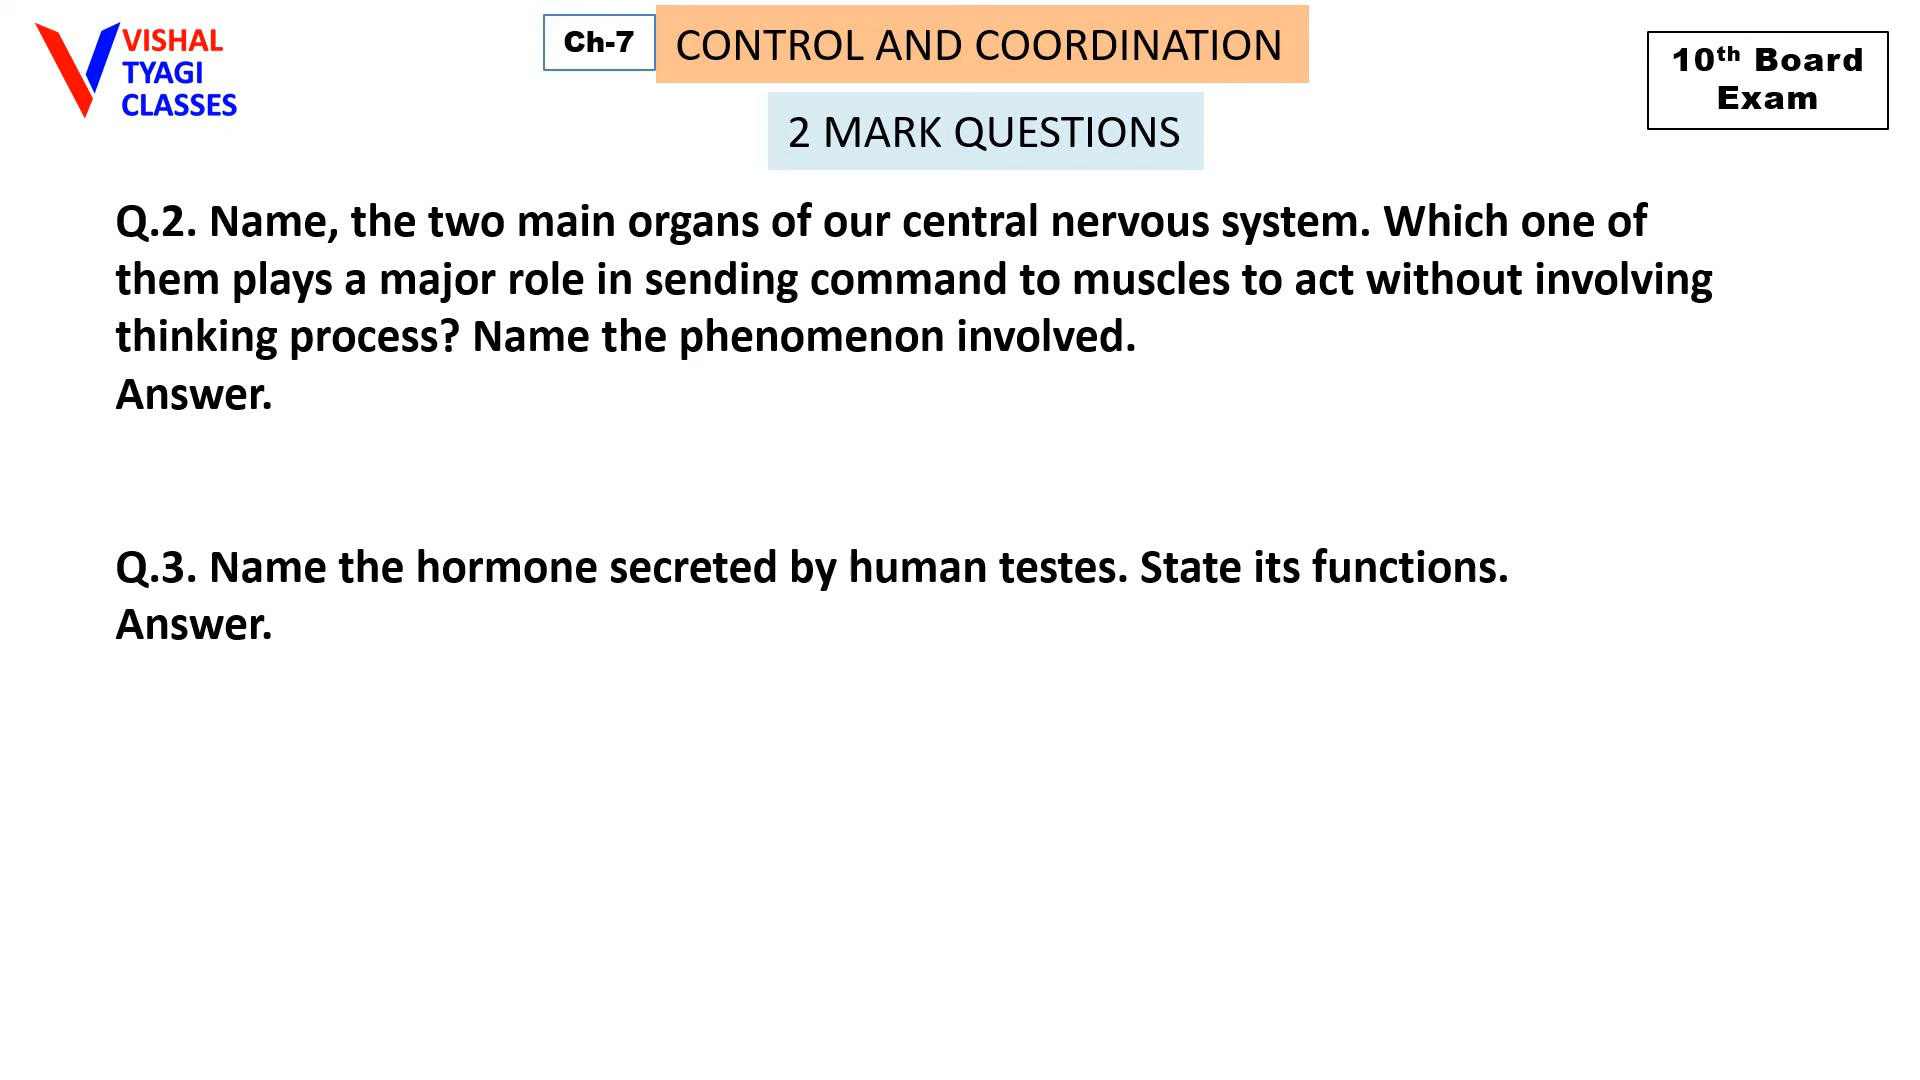 VISHAL
TYAGI
CLASSES
Ch-7
CONTROL AND COORDINATION
10th Board
Exam
2 MARK QUESTIONS
Q.2. Name, the two main organs of our central nervous system. Which one of
them plays a major role in sending command to muscles to act without involving
thinking process? Name the phenomenon involved.
Answer.
Q.3. Name the hormone secreted by human testes. State its functions.
Answer.